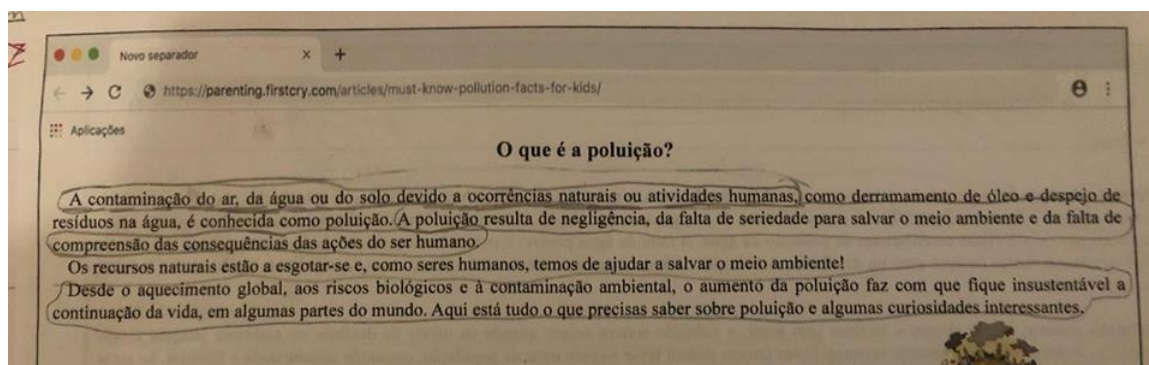 Novo separador × +
https://parenting.firstcry.com/articles/must-know-pollution-facts-for-kids/
Aplicações
O que é a poluição?
A contaminação do ar, da água ou do solo devido a ocorrências naturais ou atividades humanas, como derramamento de óleo e despejo de
resíduos na água, é conhecida como poluição. A poluição resulta de negligência, da falta de seriedade para salvar o meio ambiente e da falta de
compreensão das consequências das ações do ser humano.
Os recursos naturais estão a esgotar-se e, como seres humanos, temos de ajudar a salvar o meio ambiente!
Desde o aquecimento global, aos riscos biológicos e à contaminação ambiental, o aumento da poluição faz com que fique insustentável a
continuação da vida, em algumas partes do mundo. Aqui está tudo o que precisas saber sobre poluição e algumas curiosidades interessantes.